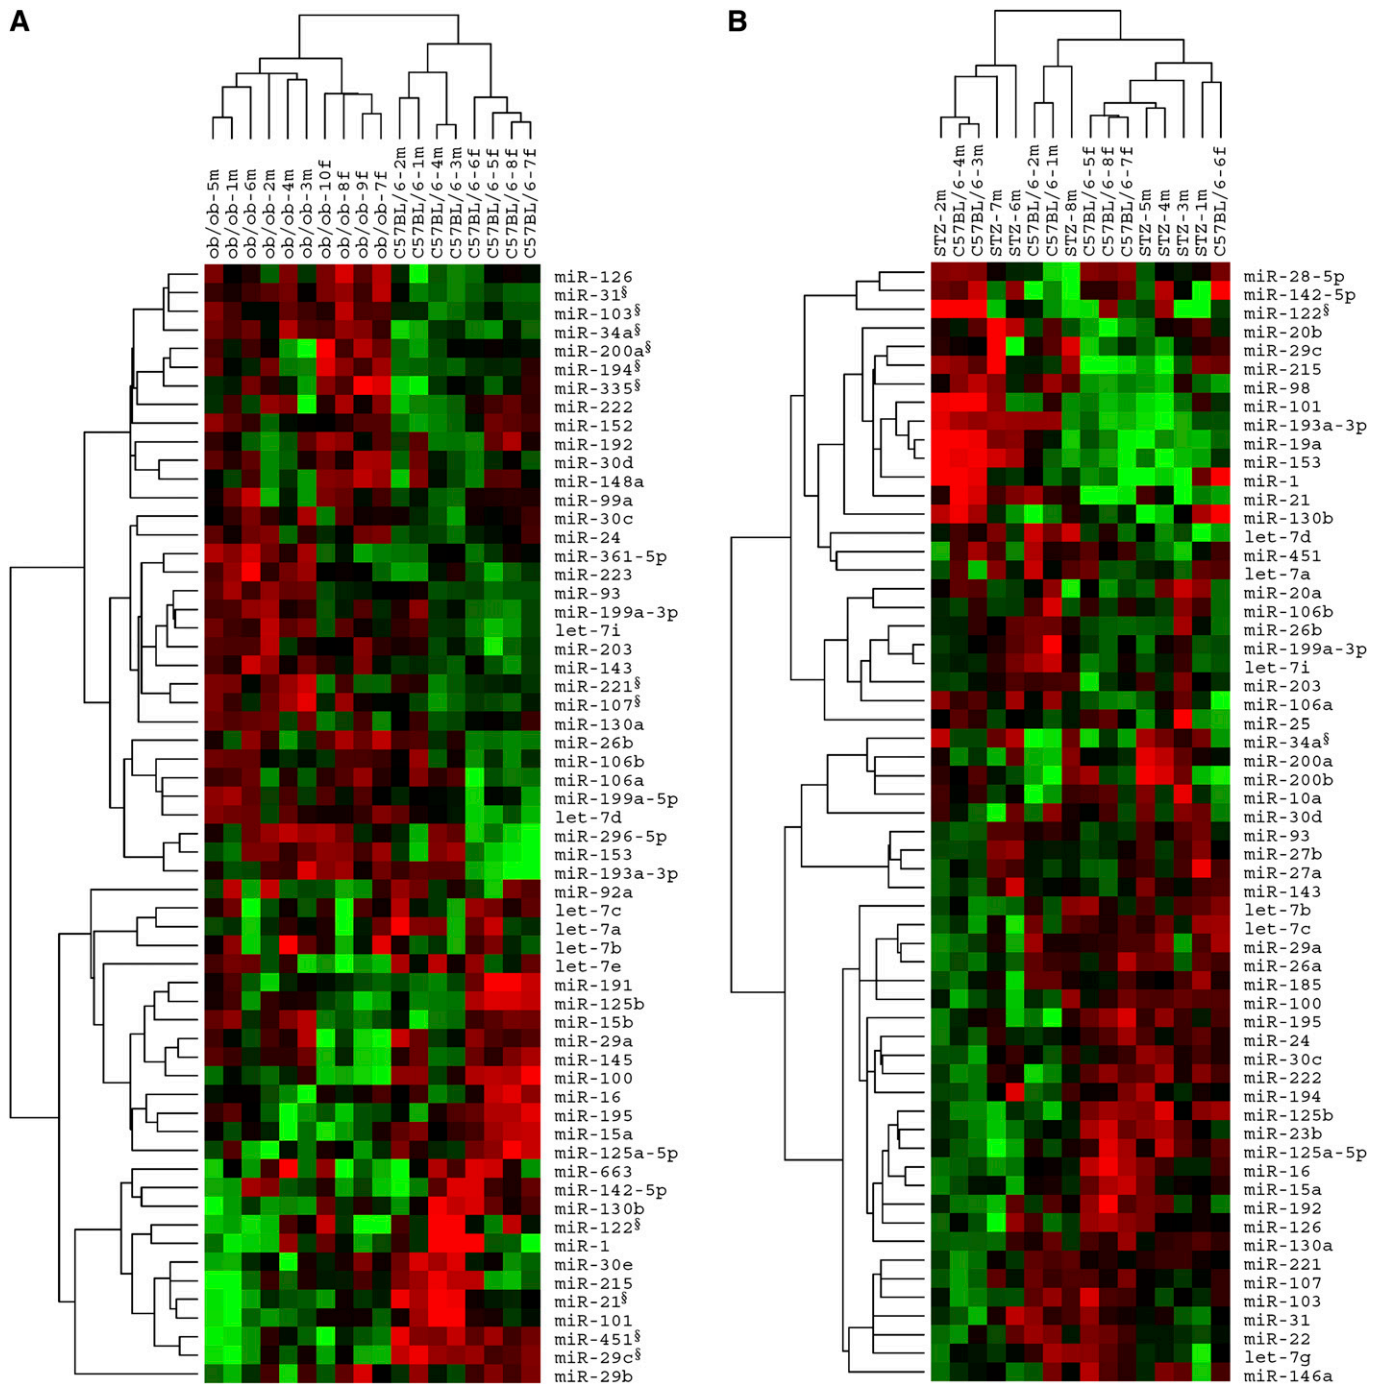 A
B
ob/ob-5m
ob/ob-1m
ob/ob-6m
ob/ob-2m
ob/ob-4m
ob/ob-3m
ob/ob-10f
ob/ob-8f
ob/ob-9f
ob/ob-7f
C57BL/6-2m
C57BL/6-1m
C57BL/6-4m
C57BL/6-3m
C57BL/6-6f
C57BL/6-5f
C57BL/6-8f
C57BL/6-7f
miR-126
miR-31§
miR-103§
miR-34a§
miR-200a§
miR-194§
miR-335§
miR-222
miR-152
miR-192
miR-30d
miR-148a
miR-99a
miR-30c
miR-24
miR-361-5p
miR-223
miR-93
miR-199a-3p
let-7i
miR-203
miR-143
miR-221§
miR-107§
miR-130a
miR-26b
miR-106b
miR-106a
miR-199a-5p
let-7d
miR-296-5p
miR-153
miR-193a-3p
miR-92a
let-7c
let-7a
let-7b
let-7e
miR-191
miR-125b
miR-15b
miR-29a
miR-145
miR-100
miR-16
miR-195
miR-15a
miR-125a-5p
miR-663
miR-142-5p
miR-130b
miR-122§
miR-1
miR-30e
miR-215
miR-21§
miR-101
miR-451§
miR-29c§
miR-29b
STZ-2m
C57BL/6-4m
C57BL/6-3m
STZ-7m
STZ-6m
C57BL/6-2m
C57BL/6-1m
STZ-8m
C57BL/6-5f
C57BL/6-8f
C57BL/6-7f
STZ-5m
STZ-4m
STZ-3m
STZ-1m
C57BL/6-6f
miR-28-5p
miR-142-5p
miR-122§
miR-20b
miR-29c
miR-215
miR-98
miR-101
miR-193a-3p
miR-19a
miR-153
miR-1
miR-21
miR-130b
let-7d
miR-451
let-7a
miR-20a
miR-106b
miR-26b
miR-199a-3p
let-7i
miR-203
miR-106a
miR-25
miR-34a§
miR-200a
miR-200b
miR-10a
miR-30d
miR-93
miR-27b
miR-27a
miR-143
let-7b
let-7c
miR-29a
miR-26a
miR-185
miR-100
miR-195
miR-24
miR-30c
miR-222
miR-194
miR-125b
miR-23b
miR-125a-5p
miR-16
miR-15a
miR-192
miR-126
miR-130a
miR-221
miR-107
miR-103
miR-31
miR-22
let-7g
miR-146a